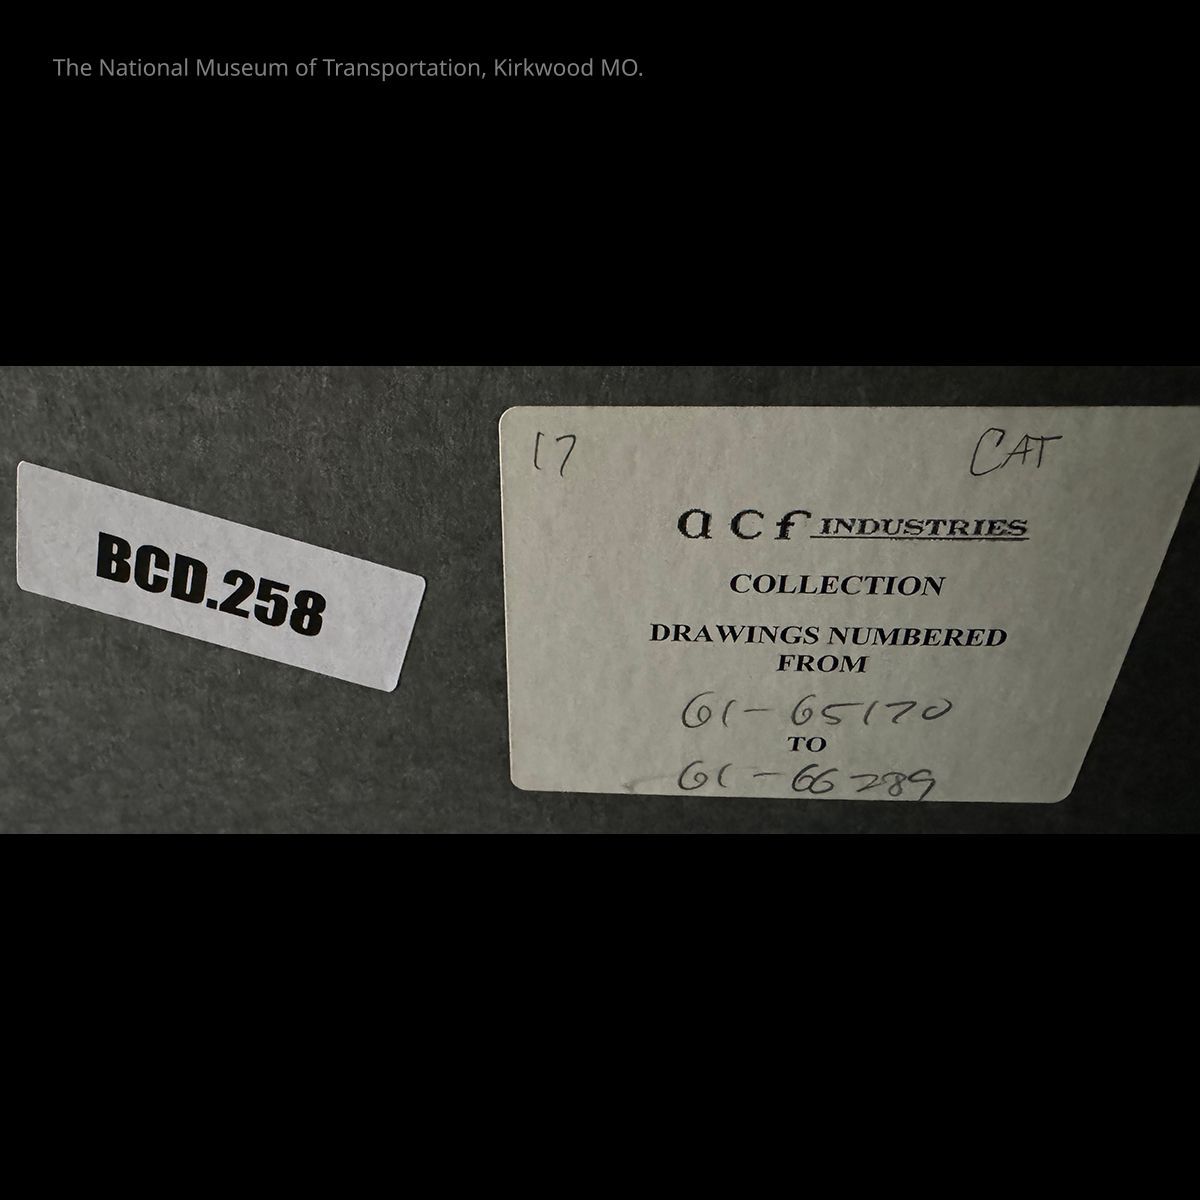 The National Museum of Transportation, Kirkwood MO.
BCD.258
17 CAT
acf INDUSTRIES
COLLECTION
DRAWINGS NUMBERED
FROM
61-65170
TO
61-66289